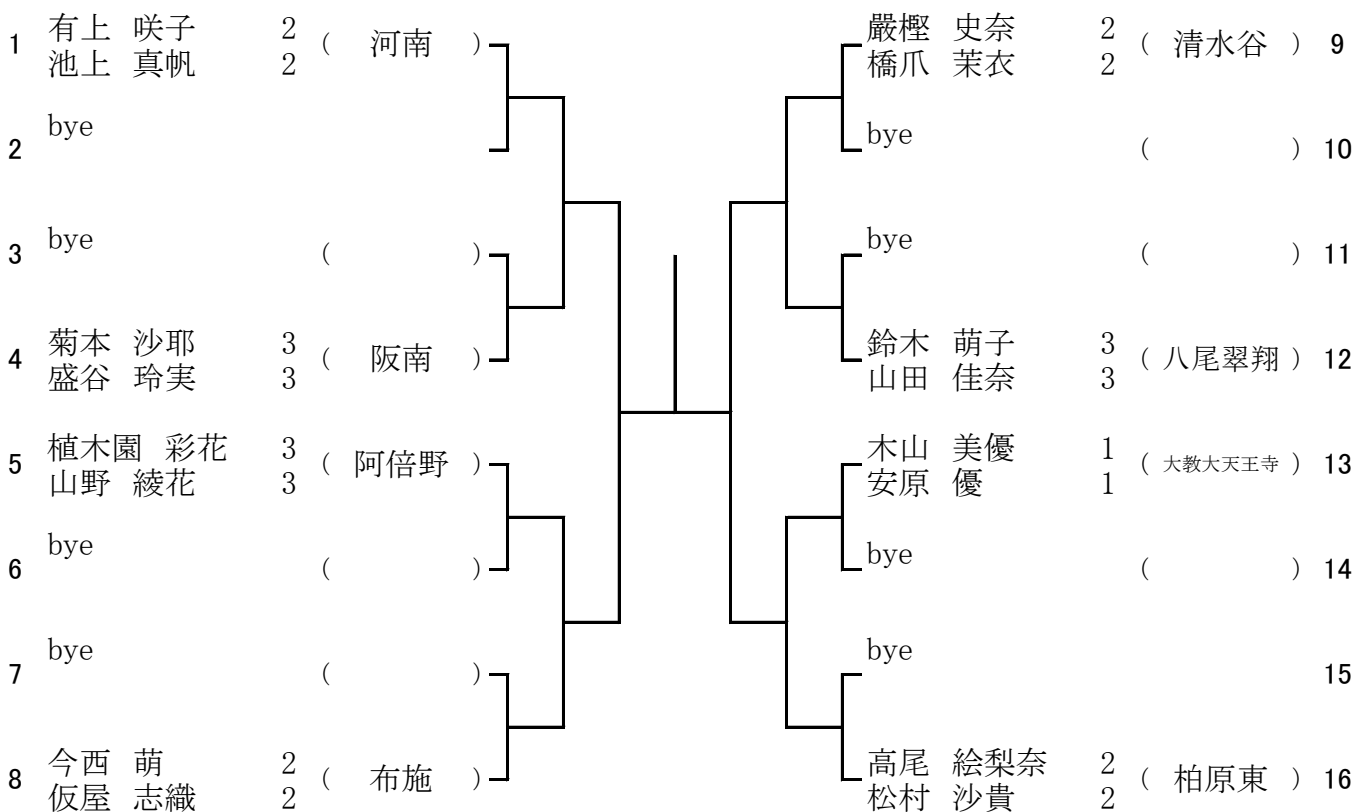 1 有上 咲子 2 ( 河南 )
池上 真帆 2
2 bye
3 bye ( )
4 菊本 沙耶 3 ( 阪南 )
盛谷 玲実 3
5 植木園 彩花 3 ( 阿倍野 )
山野 綾花 3
6 bye ( )
7 bye ( )
8 今西 萌 2 ( 布施 )
仮屋 志織 2
嚴樫 史奈 2 ( 清水谷 ) 9
橋爪 茉衣 2
bye ( ) 10
bye ( ) 11
鈴木 萌子 3 ( 八尾翠翔 ) 12
山田 佳奈 3
木山 美優 1 ( 大教大天王寺 ) 13
安原 優 1
bye ( ) 14
bye 15
高尾 絵梨奈 2 ( 柏原東 ) 16
松村 沙貴 2